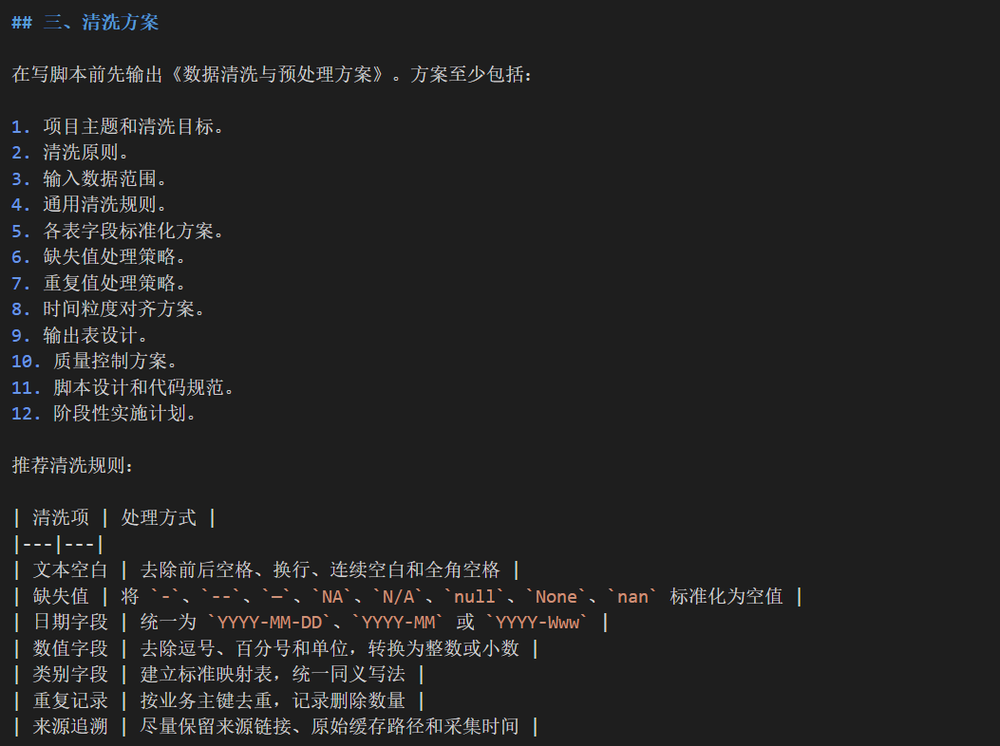 ## 三、清洗方案
在写脚本前先输出《数据清洗与预处理方案》。方案至少包括：
1. 项目主题和清洗目标。
2. 清洗原则。
3. 输入数据范围。
4. 通用清洗规则。
5. 各表字段标准化方案。
6. 缺失值处理策略。
7. 重复值处理策略。
8. 时间粒度对齐方案。
9. 输出表设计。
10. 质量控制方案。
11. 脚本设计和代码规范。
12. 阶段性实施计划。
推荐清洗规则：
| 清洗项 | 处理方式 |
|---|---|
| 文本空白 | 去除前后空格、换行、连续空白和全角空格 |
| 缺失值 | 将 `-`、`--`、`—`、`NA`、`N/A`、`null`、`None`、`nan` 标准化为空值 |
| 日期字段 | 统一为 `YYYY-MM-DD`、`YYYY-MM` 或 `YYYY-Www` |
| 数值字段 | 去除逗号、百分号和单位，转换为整数或小数 |
| 类别字段 | 建立标准映射表，统一同义写法 |
| 重复记录 | 按业务主键去重，记录删除数量 |
| 来源追溯 | 尽量保留来源链接、原始缓存路径和采集时间 |